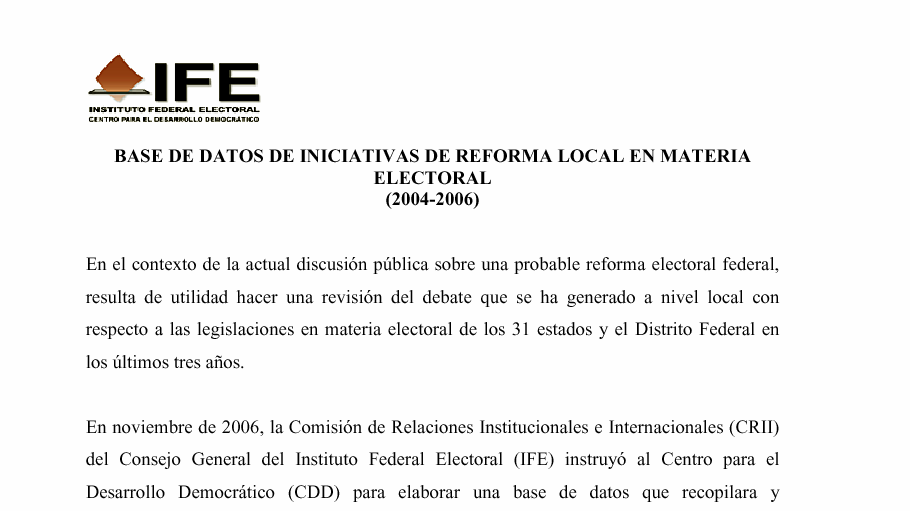 IFE
INSTITUTO FEDERAL ELECTORAL
CENTRO PARA EL DESARROLLO DEMOCRÁTICO
BASE DE DATOS DE INICIATIVAS DE REFORMA LOCAL EN MATERIA
ELECTORAL
(2004-2006)
En el contexto de la actual discusión pública sobre una probable reforma electoral federal,
resulta de utilidad hacer una revisión del debate que se ha generado a nivel local con
respecto a las legislaciones en materia electoral de los 31 estados y el Distrito Federal en
los últimos tres años.
En noviembre de 2006, la Comisión de Relaciones Institucionales e Internacionales (CRII)
del Consejo General del Instituto Federal Electoral (IFE) instruyó al Centro para el
Desarrollo Democrático (CDD) para elaborar una base de datos que recopilara y